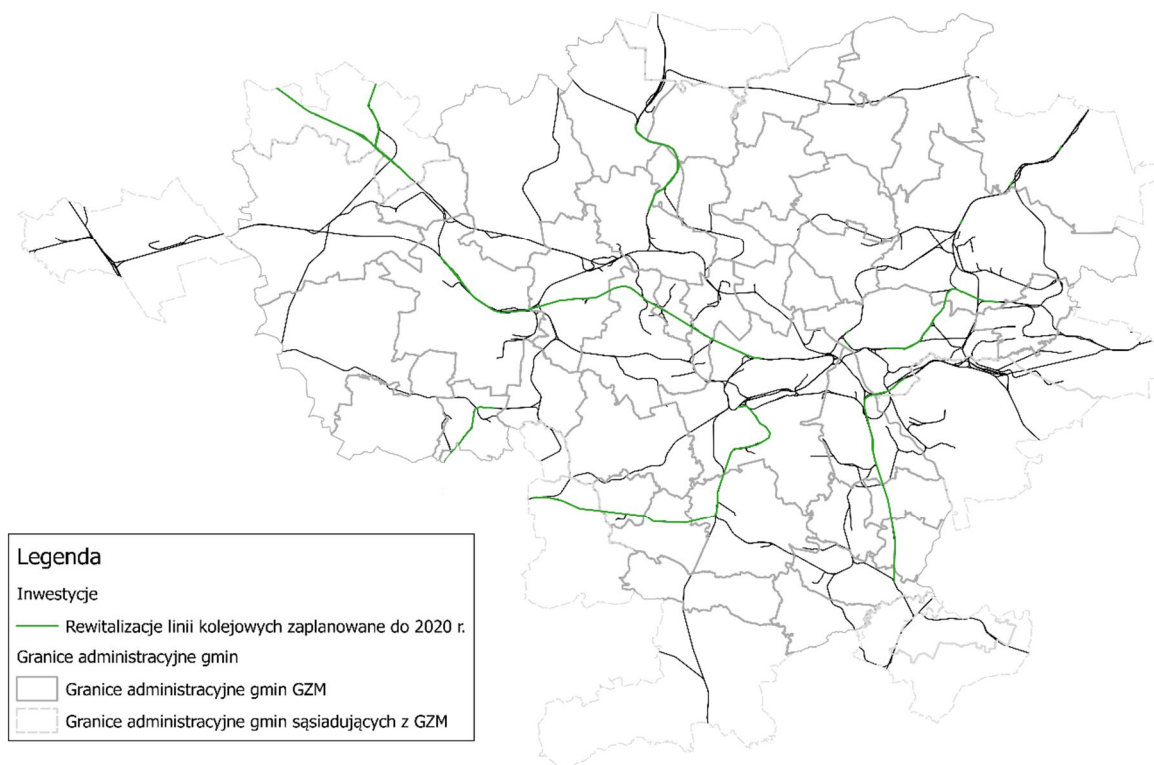 Legenda
Inwestycje
Rewitalizacje linii kolejowych zaplanowane do 2020 r.
Granice administracyjne gmin
Granice administracyjne gmin GZM
Granice administracyjne gmin sąsiadujących z GZM